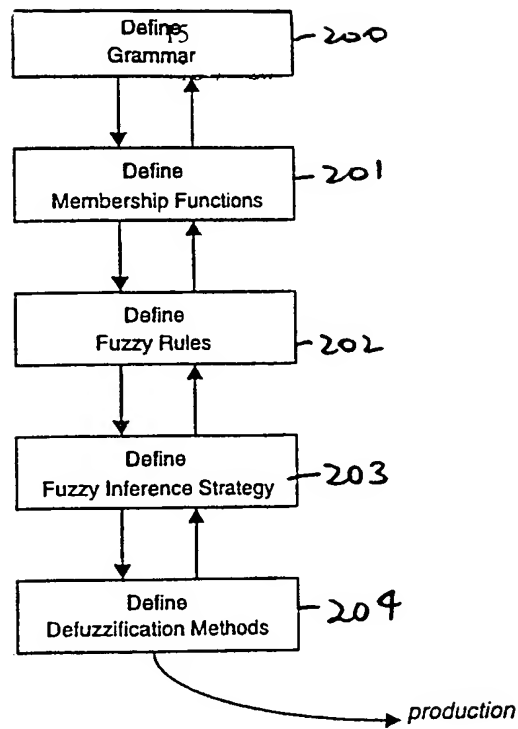 Define
15
Grammar
200
Define
Membership Functions
201
Define
Fuzzy Rules
202
Define
Fuzzy Inference Strategy
203
Define
Defuzzification Methods
204
production